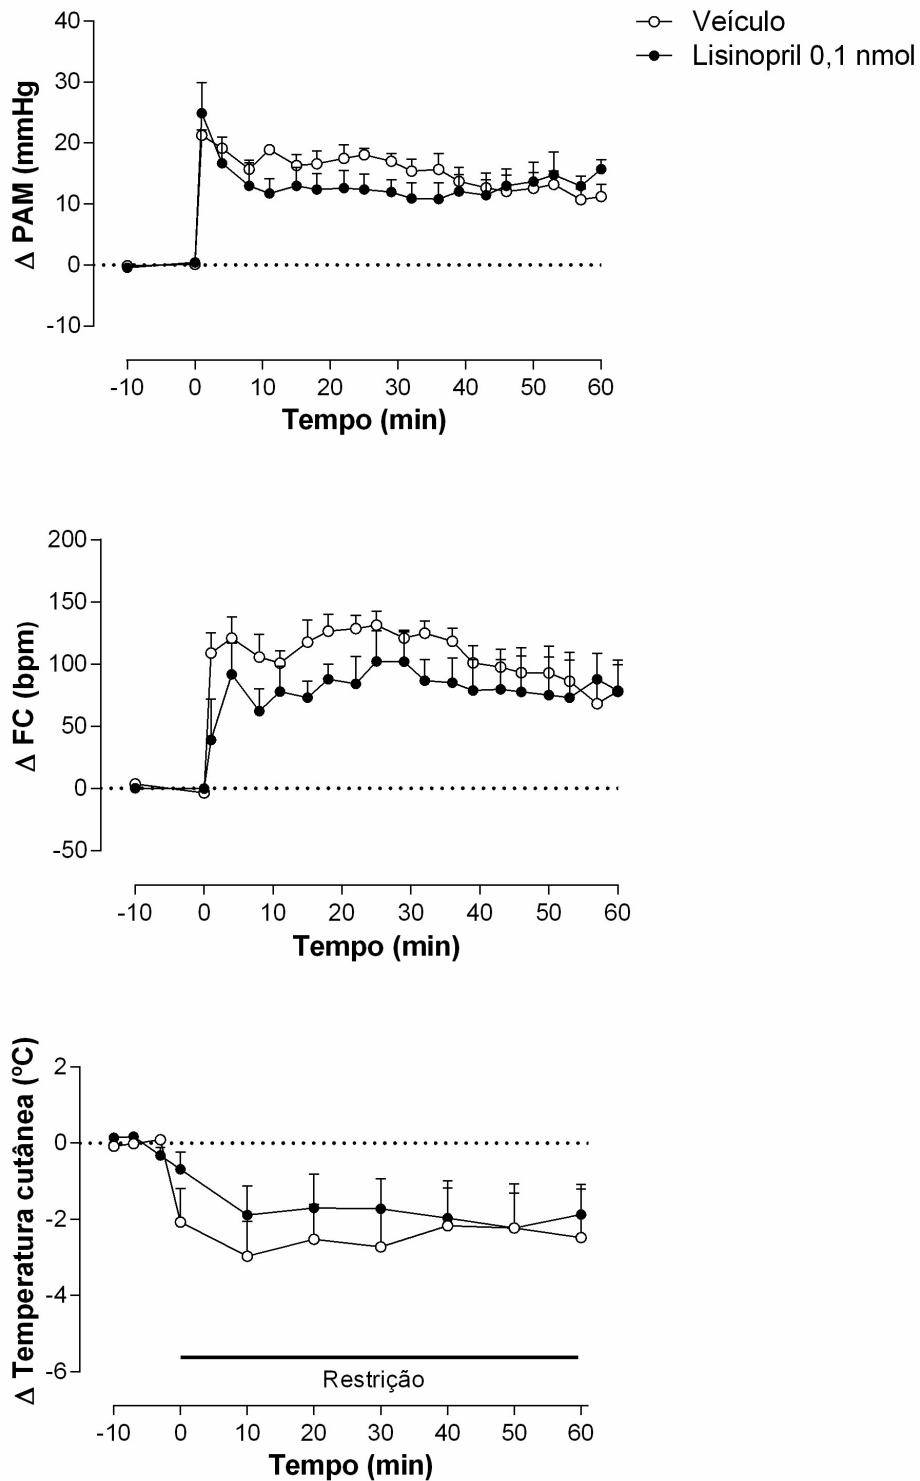 Veículo
Lisinopril 0,1 nmol
Δ PAM (mmHg)
40
30
20
10
0
-10
-10 0 10 20 30 40 50 60
Tempo (min)
Δ FC (bpm)
200
150
100
50
0
-50
-10 0 10 20 30 40 50 60
Tempo (min)
Δ Temperatura cutânea (ºC)
2
0
-2
-4
-6
Restrição
-10 0 10 20 30 40 50 60
Tempo (min)